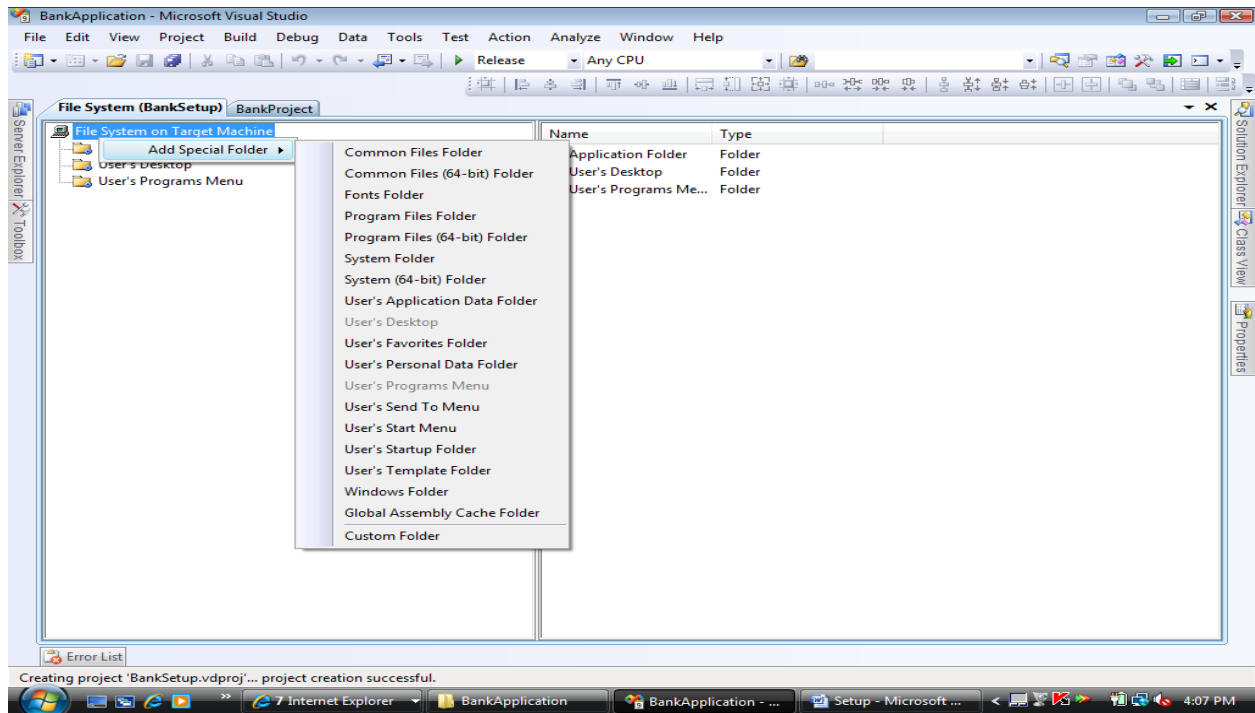 BankApplication - Microsoft Visual Studio
File Edit View Project Build Debug Data Tools Test Action Analyze Window Help
Release Any CPU
File System (BankSetup) BankProject
Server Explorer
Toolbox
File System on Target Machine
User's Desktop
User's Programs Menu
Add Special Folder
Common Files Folder
Common Files (64-bit) Folder
Fonts Folder
Program Files Folder
Program Files (64-bit) Folder
System Folder
System (64-bit) Folder
User's Application Data Folder
User's Desktop
User's Favorites Folder
User's Personal Data Folder
User's Programs Menu
User's Send To Menu
User's Start Menu
User's Startup Folder
User's Template Folder
Windows Folder
Global Assembly Cache Folder
Custom Folder
Name Type
Application Folder Folder
User's Desktop Folder
User's Programs Me... Folder
Solution Explorer
Class View
Properties
Error List
Creating project 'BankSetup.vdproj'... project creation successful.
7 Internet Explorer BankApplication BankApplication - ... Setup - Microsoft ... 4:07 PM